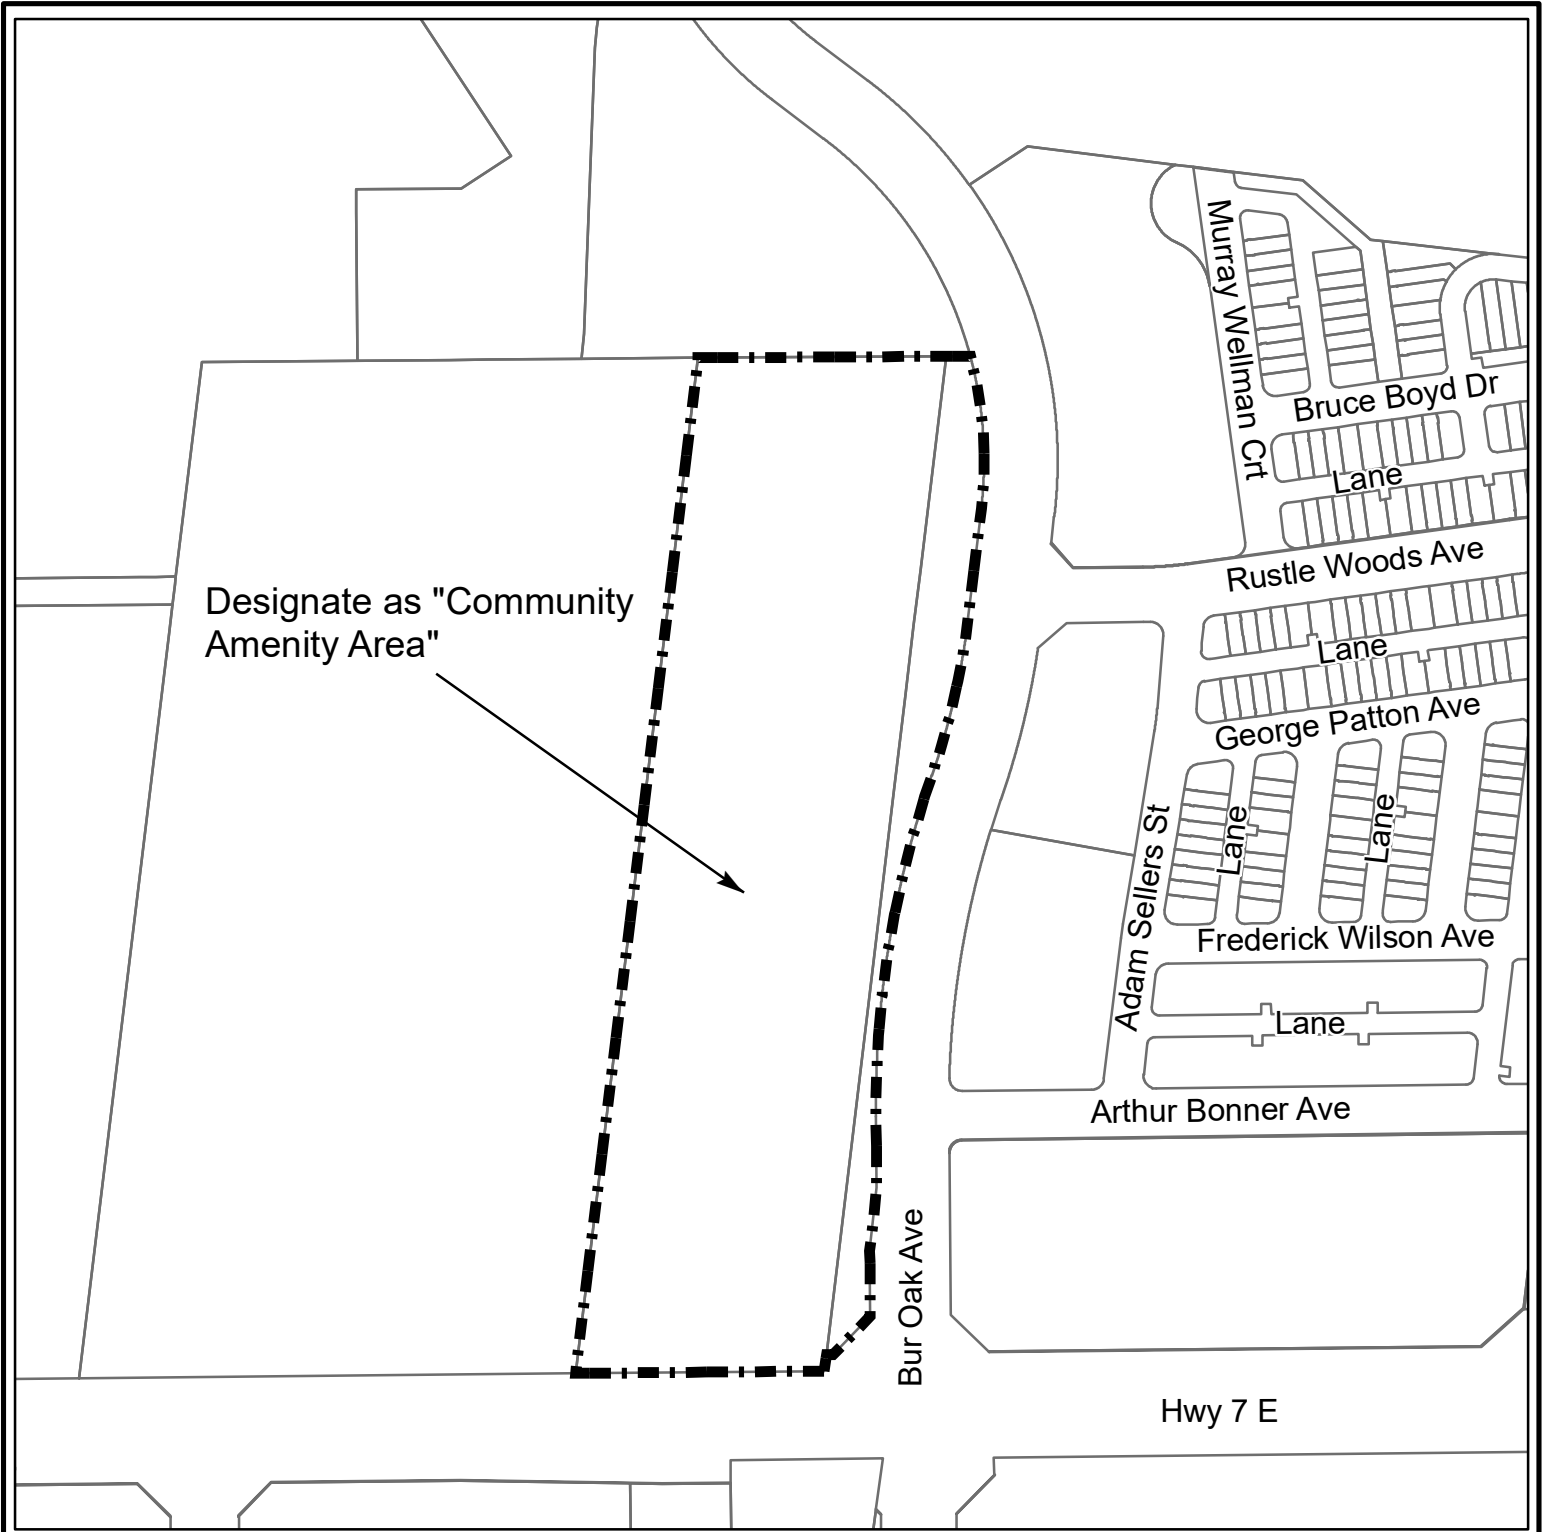 Murray Wellman Crt
Bruce Boyd Dr
Lane
Rustle Woods Ave
Designate as "Community
Amenity Area"
Lane
George Patton Ave
Lane
Lane
Adam Sellers St
Frederick Wilson Ave
Lane
Arthur Bonner Ave
Bur Oak Ave
Hwy 7 E